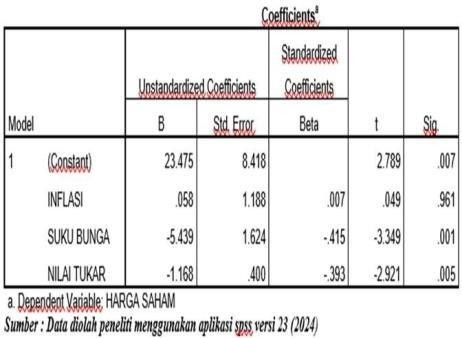 Coefficientsᵃ
Unstandardized Coefficients Standardized Coefficients
Model B Std. Error Beta t Sig.
1 (Constant) 23.475 8.418 2.789 .007
INFLASI .058 1.188 .007 .049 .961
SUKU BUNGA -5.439 1.624 -.415 -3.349 .001
NILAI TUKAR -1.168 .400 -.393 -2.921 .005
a. Dependent Variable: HARGA SAHAM
Sumber : Data diolah peneliti menggunakan aplikasi spss versi 23 (2024)